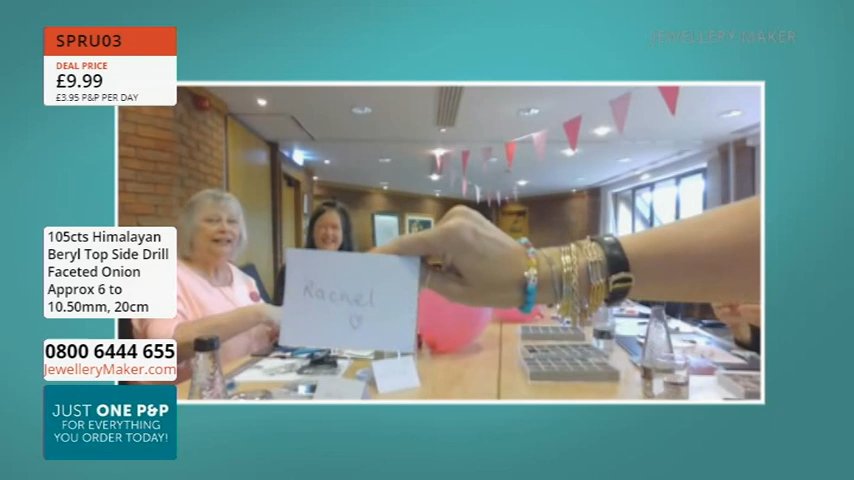 SPRU03
DEAL PRICE
£9.99
£3.95 P&P PER DAY
JEWELLERY MAKER
Rachel
105cts Himalayan
Beryl Top Side Drill
Faceted Onion
Approx 6 to
10.50mm, 20cm
0800 6444 655
JewelleryMaker.com
JUST ONE P&P
FOR EVERYTHING
YOU ORDER TODAY!